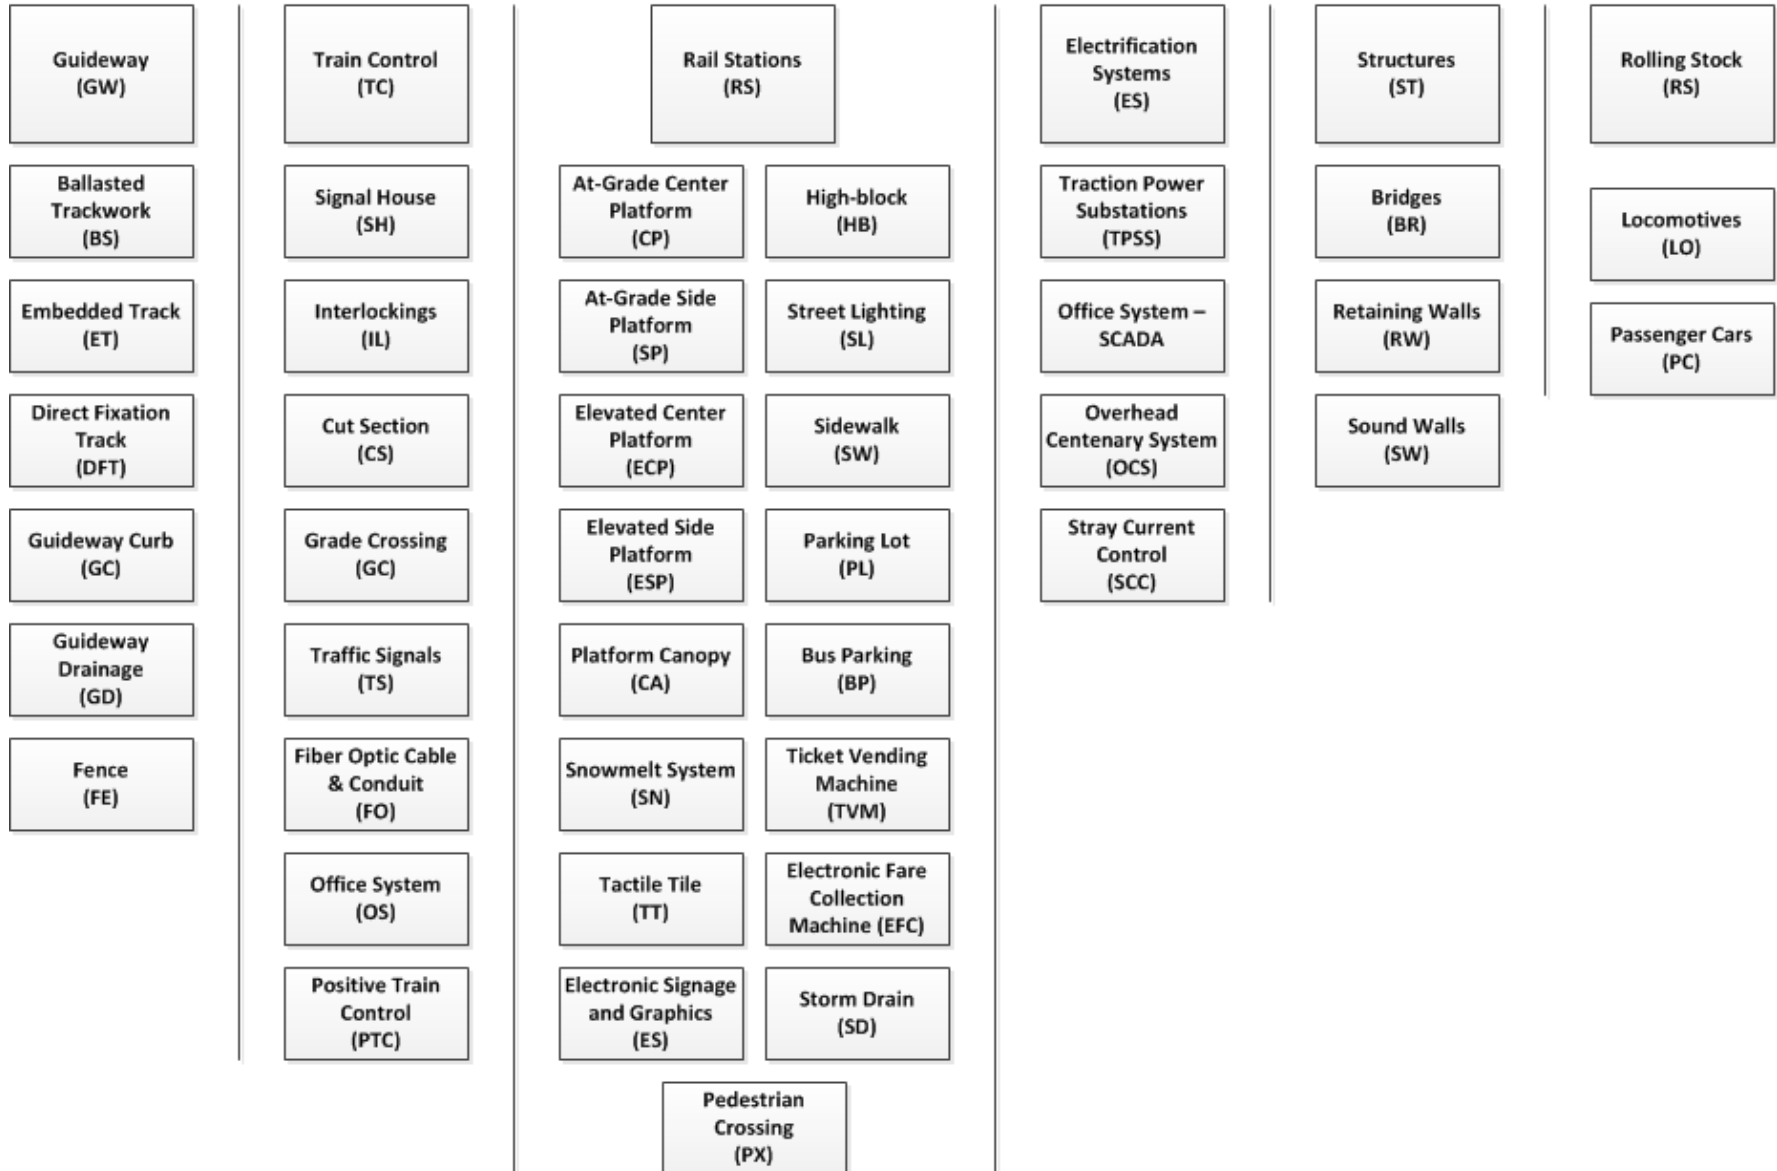 Guideway
(GW)
Train Control
(TC)
Rail Stations
(RS)
Electrification
Systems
(ES)
Structures
(ST)
Rolling Stock
(RS)
Ballasted
Trackwork
(BS)
Signal House
(SH)
At-Grade Center
Platform
(CP)
High-block
(HB)
Traction Power
Substations
(TPSS)
Bridges
(BR)
Locomotives
(LO)
Embedded Track
(ET)
Interlockings
(IL)
At-Grade Side
Platform
(SP)
Street Lighting
(SL)
Office System –
SCADA
Retaining Walls
(RW)
Passenger Cars
(PC)
Direct Fixation
Track
(DFT)
Cut Section
(CS)
Elevated Center
Platform
(ECP)
Sidewalk
(SW)
Overhead
Centenary System
(OCS)
Sound Walls
(SW)
Guideway Curb
(GC)
Grade Crossing
(GC)
Elevated Side
Platform
(ESP)
Parking Lot
(PL)
Stray Current
Control
(SCC)
Guideway
Drainage
(GD)
Traffic Signals
(TS)
Platform Canopy
(CA)
Bus Parking
(BP)
Fence
(FE)
Fiber Optic Cable
& Conduit
(FO)
Snowmelt System
(SN)
Ticket Vending
Machine
(TVM)
Office System
(OS)
Tactile Tile
(TT)
Electronic Fare
Collection
Machine (EFC)
Positive Train
Control
(PTC)
Electronic Signage
and Graphics
(ES)
Storm Drain
(SD)
Pedestrian
Crossing
(PX)